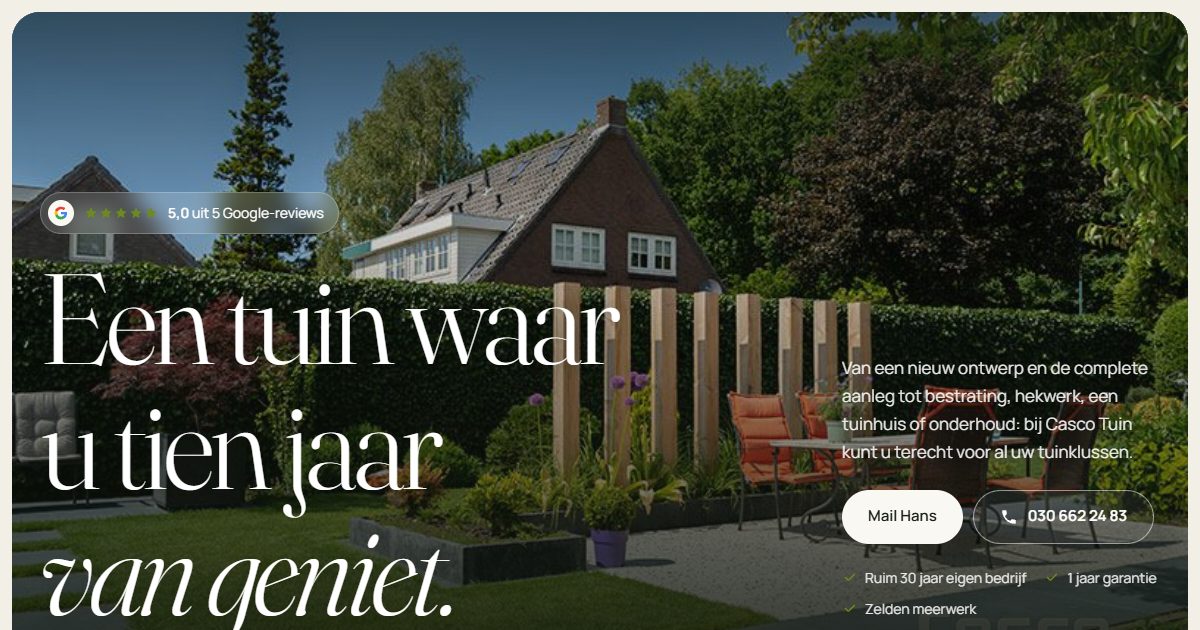 5,0 uit 5 Google-reviews
Een tuin waar
u tien jaar
van geniet.
Van een nieuw ontwerp en de complete
aanleg tot bestrating, hekwerk, een
tuinhuis of onderhoud: bij Casco Tuin
kunt u terecht voor al uw tuinklussen.
Mail Hans
030 662 24 83
Ruim 30 jaar eigen bedrijf
1 jaar garantie
Zelden meerwerk